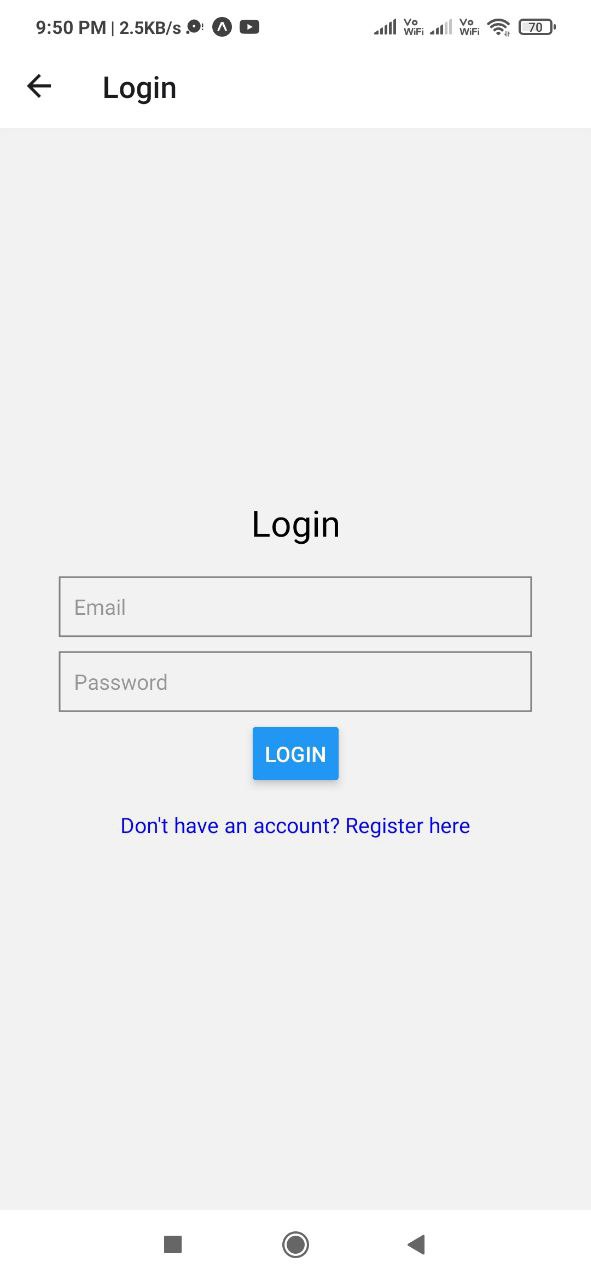 9:50 PM | 2.5KB/s
Vo WiFi Vo WiFi 70
Login
Login
Email
Password
LOGIN
Don't have an account? Register here